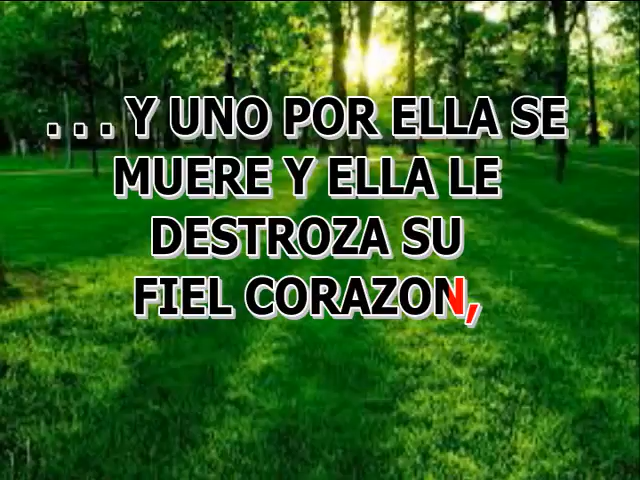 . . . Y UNO POR ELLA SE
MUERE Y ELLA LE
DESTROZA SU
FIEL CORAZON,